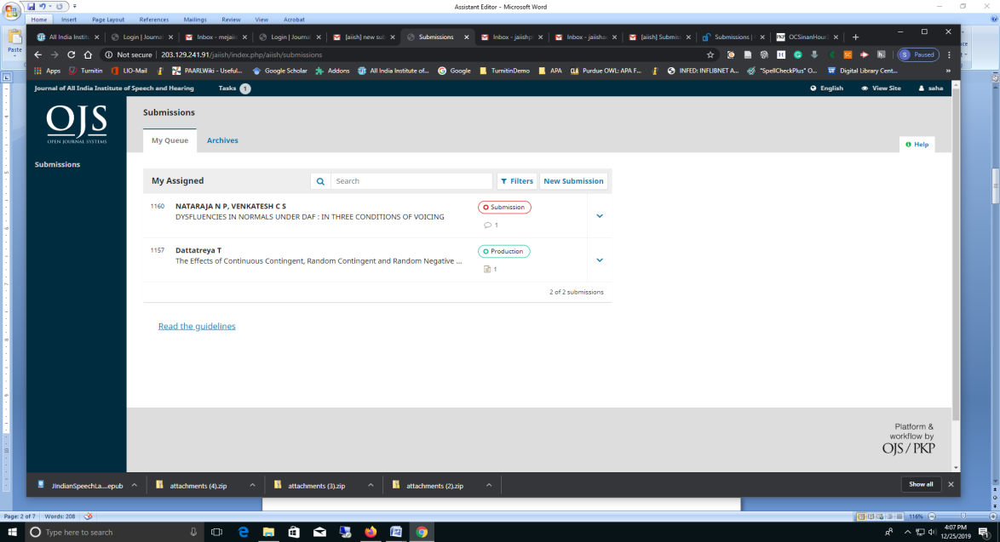 Assistant Editor - Microsoft Word
Home Insert Page Layout References Mailings Review View Acrobat
Paste
All India Institu Login | Journal Inbox - mejaii Login | Journa [aiish] new sub Submissions Inbox - jaiishp Inbox - jaiisha [aiish] Submis Submissions | OCSinanHour
Not secure | 203.129.241.91/jaiish/index.php/aiish/submissions
S Paused
Apps Turnitin LIO-Mail PAARLWiki - Useful... Google Scholar Addons All India Institute of... Google TurnitinDemo APA Purdue OWL: APA F... INFED: INFLIBNET A... "SpellCheckPlus" O... Digital Library Cent... »
Journal of All India Institute of Speech and Hearing Tasks 1 English View Site saha
OJS
OPEN JOURNAL SYSTEMS
Submissions
Submissions
My Queue Archives
Help
My Assigned Search Filters New Submission
1160 NATARAJA N P, VENKATESH C S Submission
DYSFLUENCIES IN NORMALS UNDER DAF : IN THREE CONDITIONS OF VOICING
1
1157 Dattatreya T Production
The Effects of Continuous Contingent, Random Contingent and Random Negative ...
1
2 of 2 submissions
Read the guidelines
Platform &
workflow by
OJS / PKP
JIndianSpeechLa....epub attachments (4).zip attachments (3).zip attachments (2).zip Show all
Page: 2 of 7 Words: 208 116%
Type here to search
4:07 PM
12/25/2019